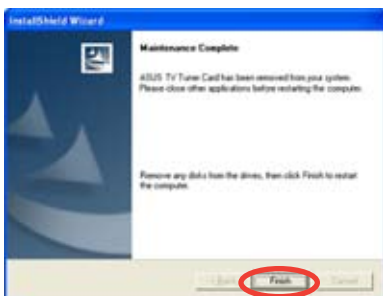 InstallShield Wizard
Maintenance Complete
ASUS TV Tuner Card has been removed from your system.
Please close other applications before restarting the computer.
Remove any disks from the drives, then click Finish to restart
the computer.
< Back Finish Cancel